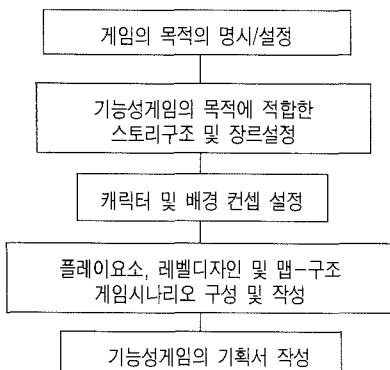 게임의 목적의 명시/설정
기능성게임의 목적에 적합한
스토리구조 및 장르설정
캐릭터 및 배경 컨셉 설정
플레이요소, 레벨디자인 및 맵-구조
게임시나리오 구성 및 작성
기능성게임의 기획서 작성